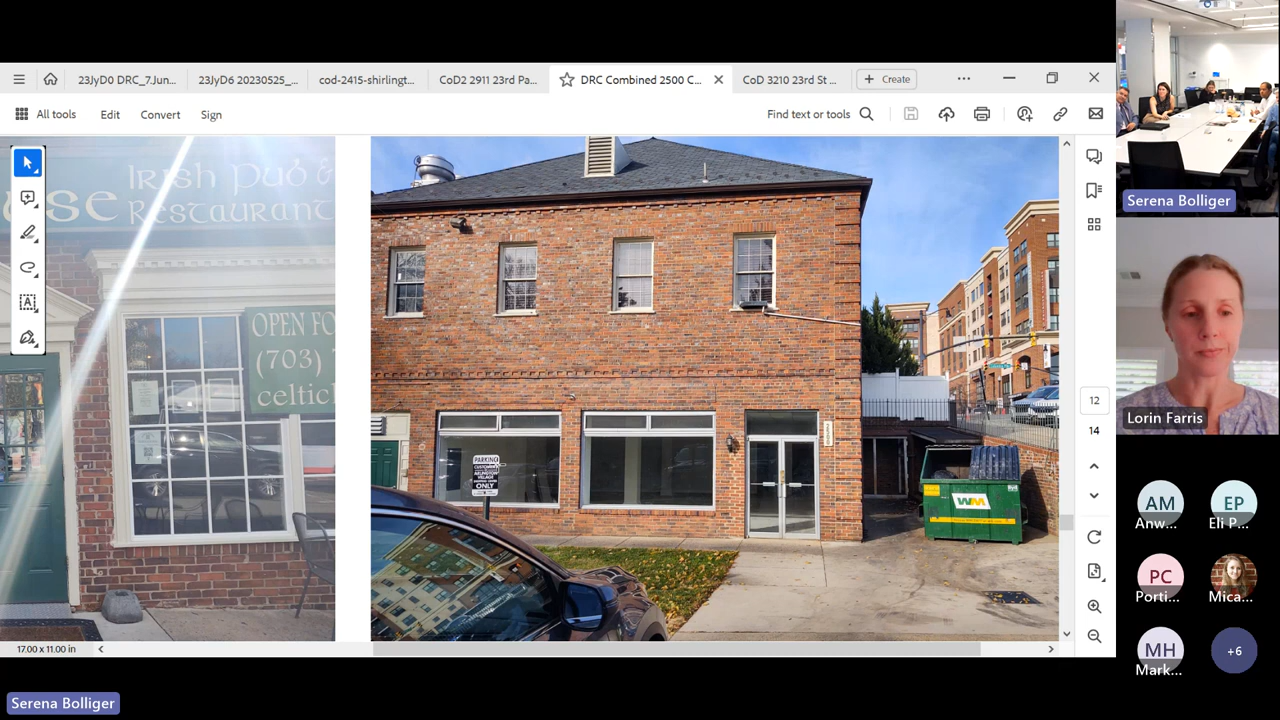 23JyD0 DRC_7.Jun...
23JyD6 20230525_...
cod-2415-shirlingt...
CoD2 2911 23rd Pa...
DRC Combined 2500 C...
CoD 3210 23rd St ...
Create
All tools
Edit
Convert
Sign
Find text or tools
use
Irish Pub &
Restaurant
OPEN FO
(703)
celtic
PARKING
ONLY
WM
12
14
17.00 x 11.00 in
Serena Bolliger
Lorin Farris
AM
Anw...
EP
Eli P...
PC
Porti...
Mica...
MH
Mark...
+6
Serena Bolliger